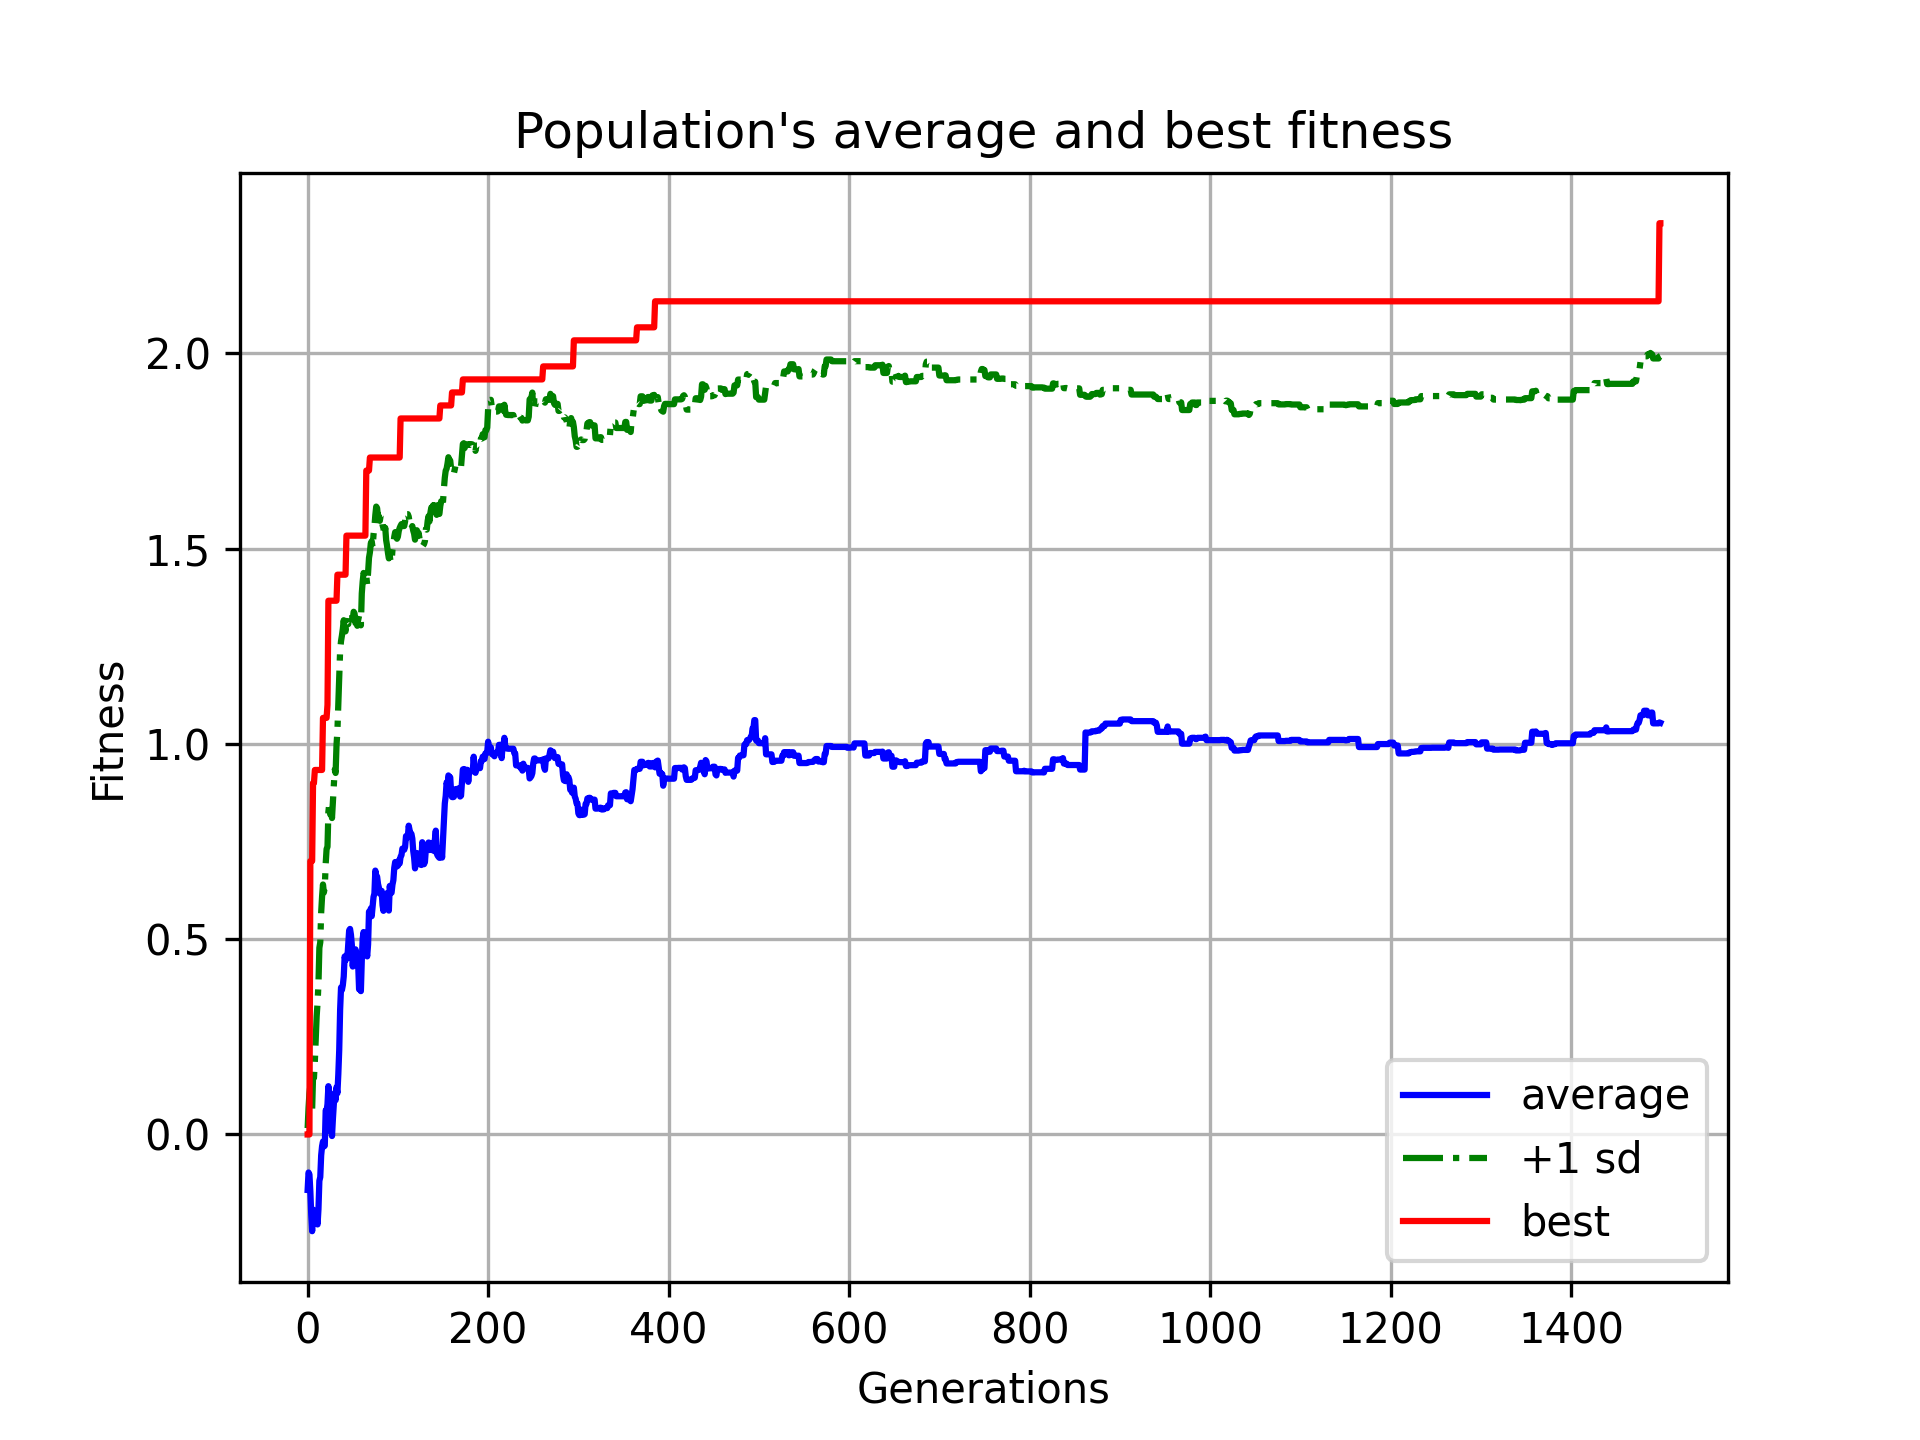 Population's average and best fitness
Fitness
2.0
1.5
1.0
0.5
0.0
0 200 400 600 800 1000 1200 1400
Generations
average
+1 sd
best